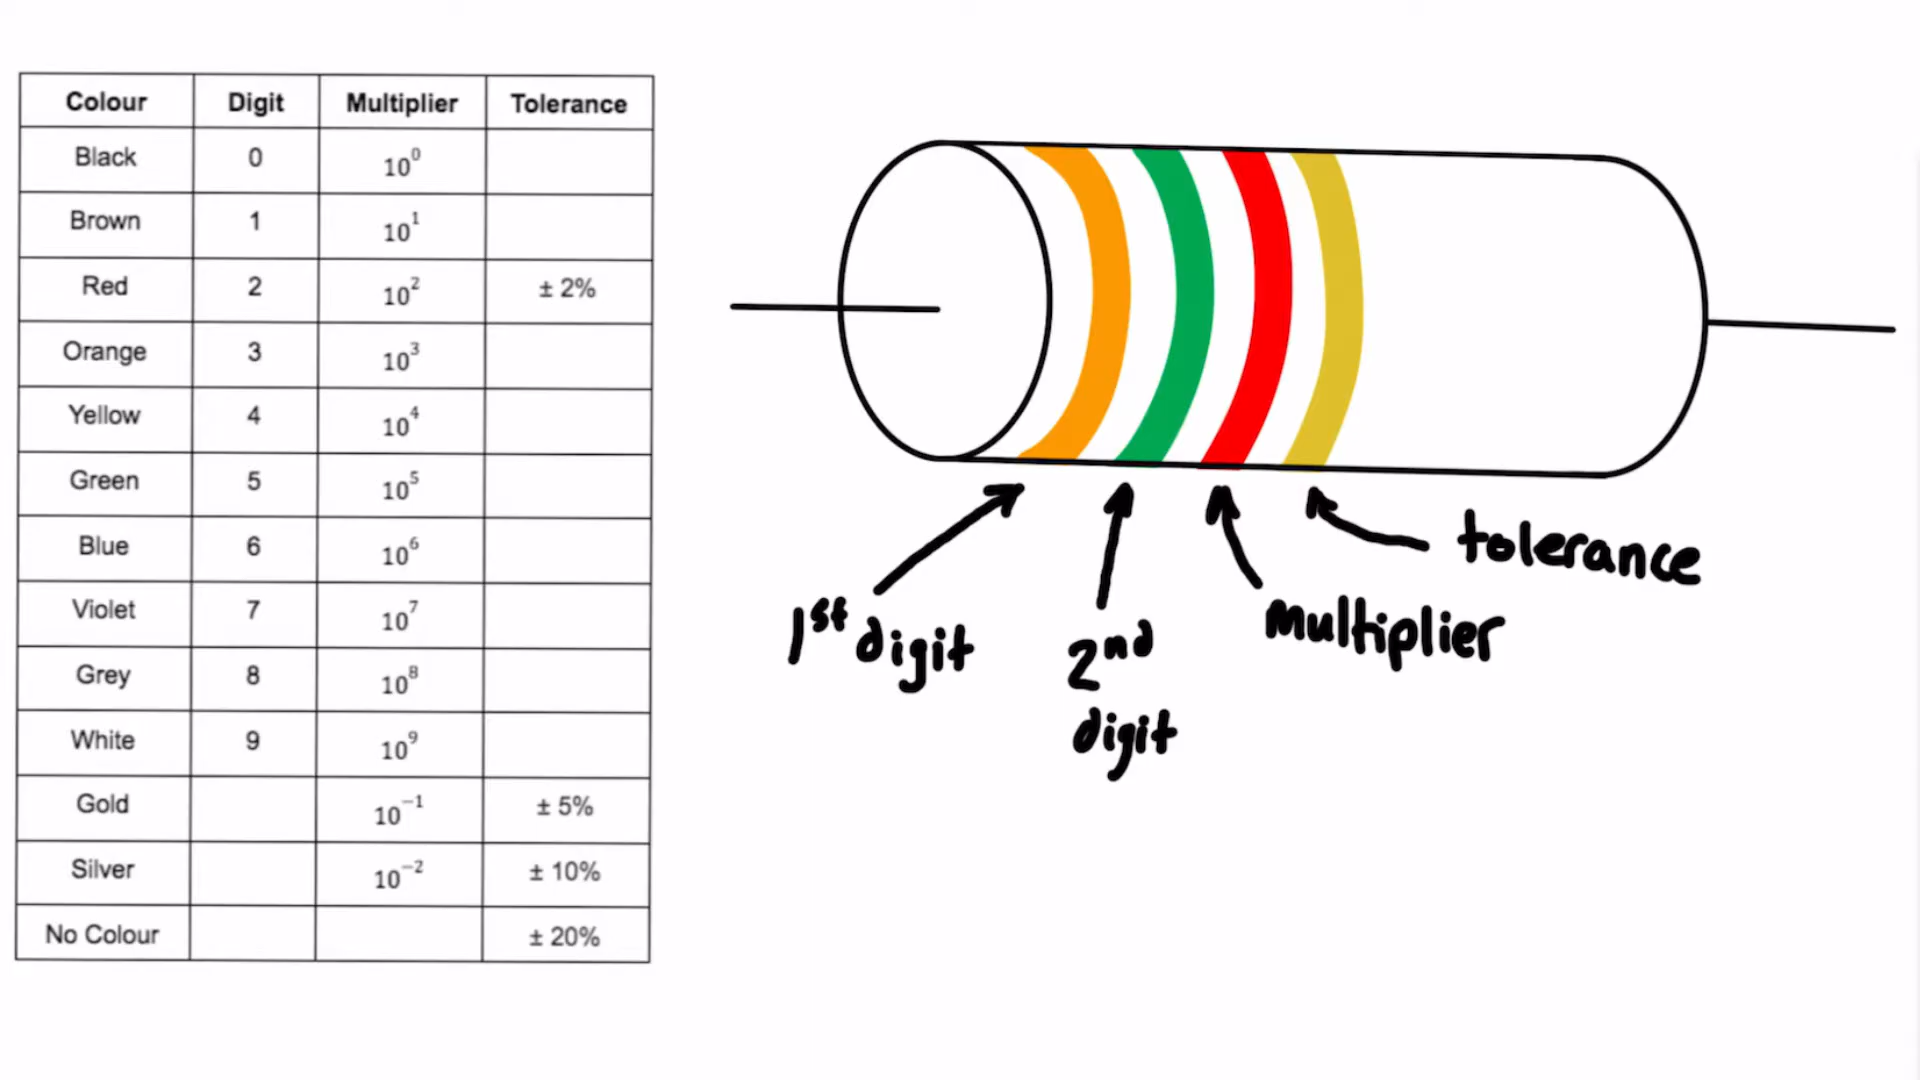 Colour Digit Multiplier Tolerance
Black 0 10⁰
Brown 1 10¹
Red 2 10² ± 2%
Orange 3 10³
Yellow 4 10⁴
Green 5 10⁵
Blue 6 10⁶
Violet 7 10⁷
Grey 8 10⁸
White 9 10⁹
Gold 10⁻¹ ± 5%
Silver 10⁻² ± 10%
No Colour ± 20%
1st digit
2nd
digit
multiplier
tolerance